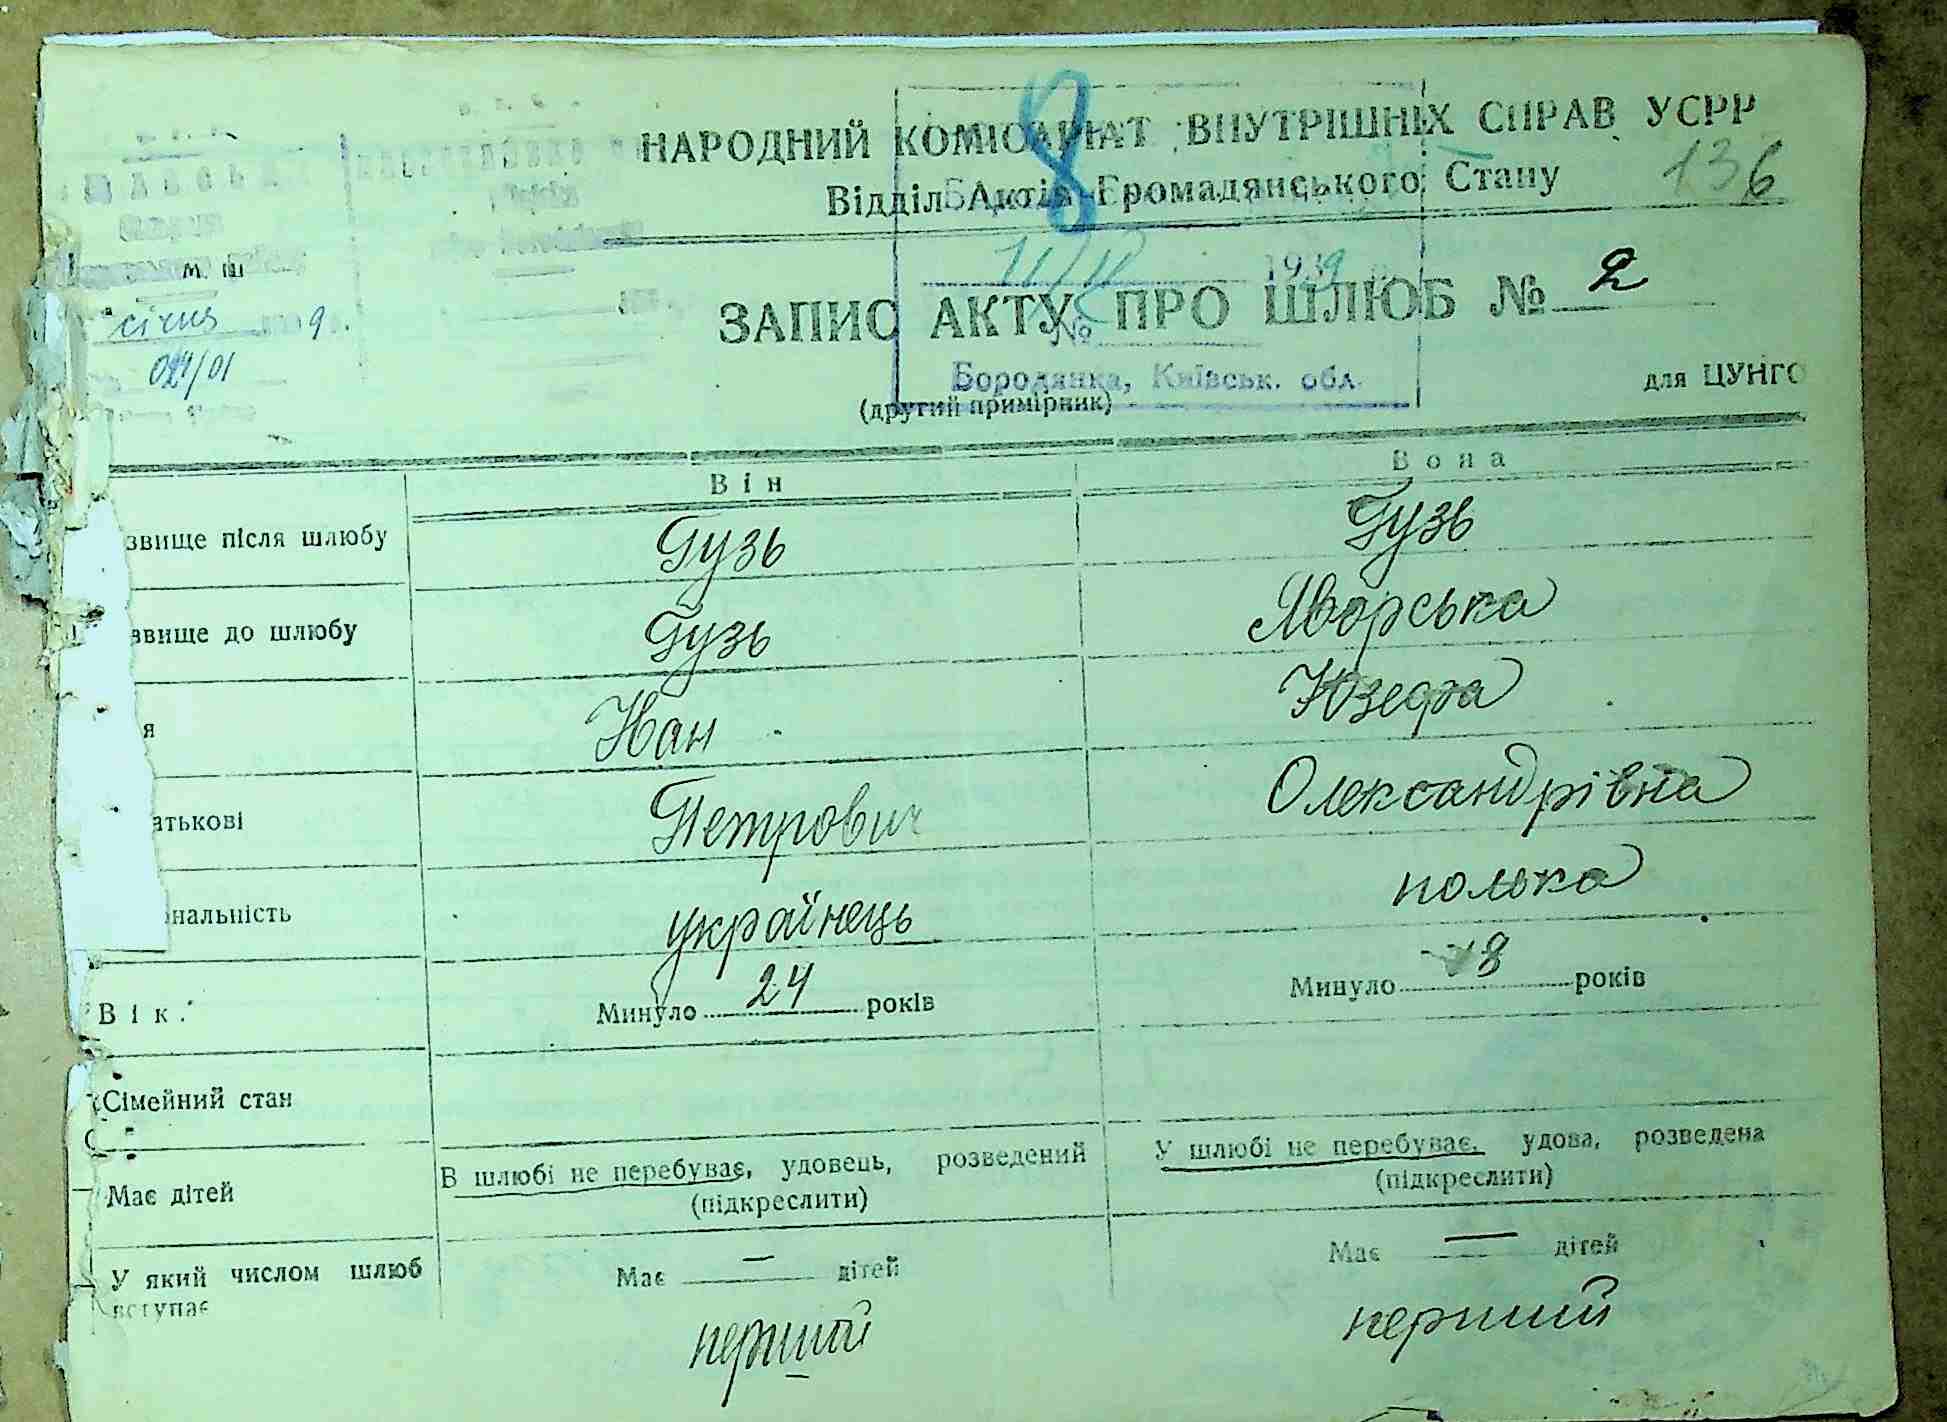 НАРОДНИЙ КОМІСАРІАТ ВНУТРІШНІХ СПРАВ УСРР
Відділ Актів Громадянського Стану
136
8
1939
ЗАПИС АКТУ ПРО ШЛЮБ № 2
№
Бородянка, Київськ. обл.
(другий примірник)
для ЦУНГО
січня 9 р.
Він Вона
звище після шлюбу Гузь Гузь
звище до шлюбу Гузь Яворська
я Іван Юзефа
атькові Петрович Олександрівна
ональність українець полька
Вік. Минуло 24 років Минуло 18 років
Сімейний стан
В шлюбі не перебуває, удовець, розведений У шлюбі не перебуває, удова, розведена
(підкреслити) (підкреслити)
Має дітей
Має — дітей Має — дітей
У який числом шлюб
вступає
перший перший